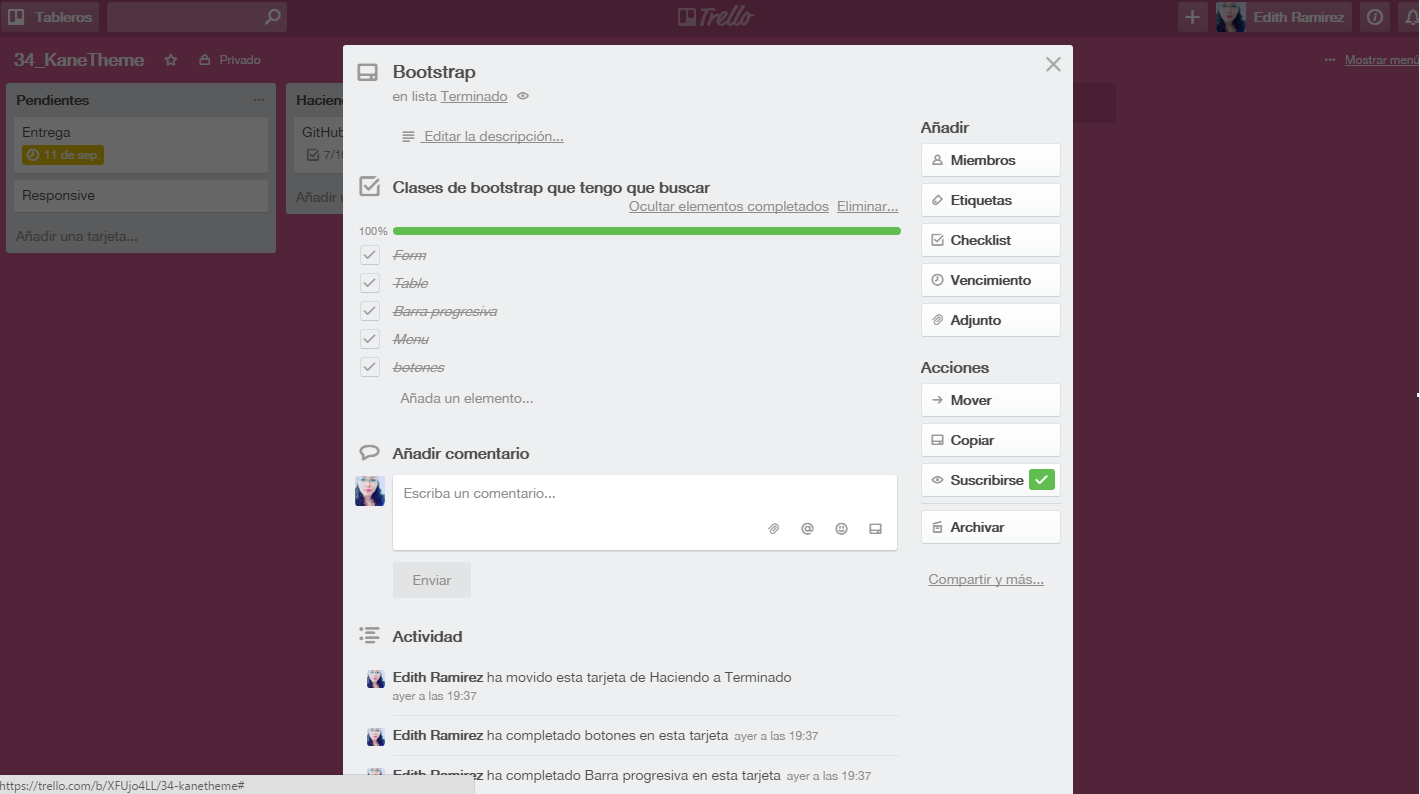 Tableros
Trello
Edith Ramirez
34_KaneTheme
Privado
Mostrar menú
Pendientes
Entrega
11 de sep.
Responsive
Añadir una tarjeta...
GitHub
Añadir
Bootstrap
en lista Terminado
Editar la descripción...
Clases de bootstrap que tengo que buscar
Ocultar elementos completados Eliminar...
100%
Form
Table
Barra progresiva
Menu
botones
Añada un elemento...
Añadir comentario
Escriba un comentario...
Enviar
Actividad
Edith Ramirez ha movido esta tarjeta de Haciendo a Terminado
ayer a las 19:37
Edith Ramirez ha completado botones en esta tarjeta ayer a las 19:37
Edith Ramirez ha completado Barra progresiva en esta tarjeta ayer a las 19:37
Añadir
Miembros
Etiquetas
Checklist
Vencimiento
Adjunto
Acciones
Mover
Copiar
Suscribirse
Archivar
Compartir y más...
https://trello.com/b/XFUjo4LL/34-kanetheme#